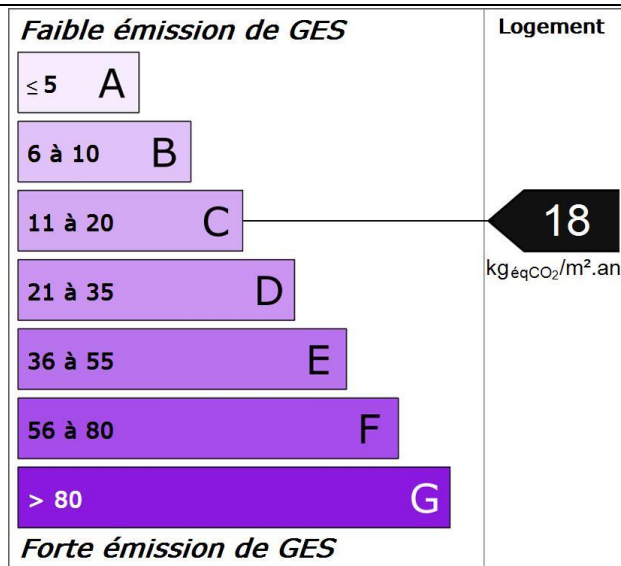 Faible émission de GES
Logement
≤ 5 A
6 à 10 B
11 à 20 C
18
kgéqCO₂/m².an
21 à 35 D
36 à 55 E
56 à 80 F
> 80 G
Forte émission de GES